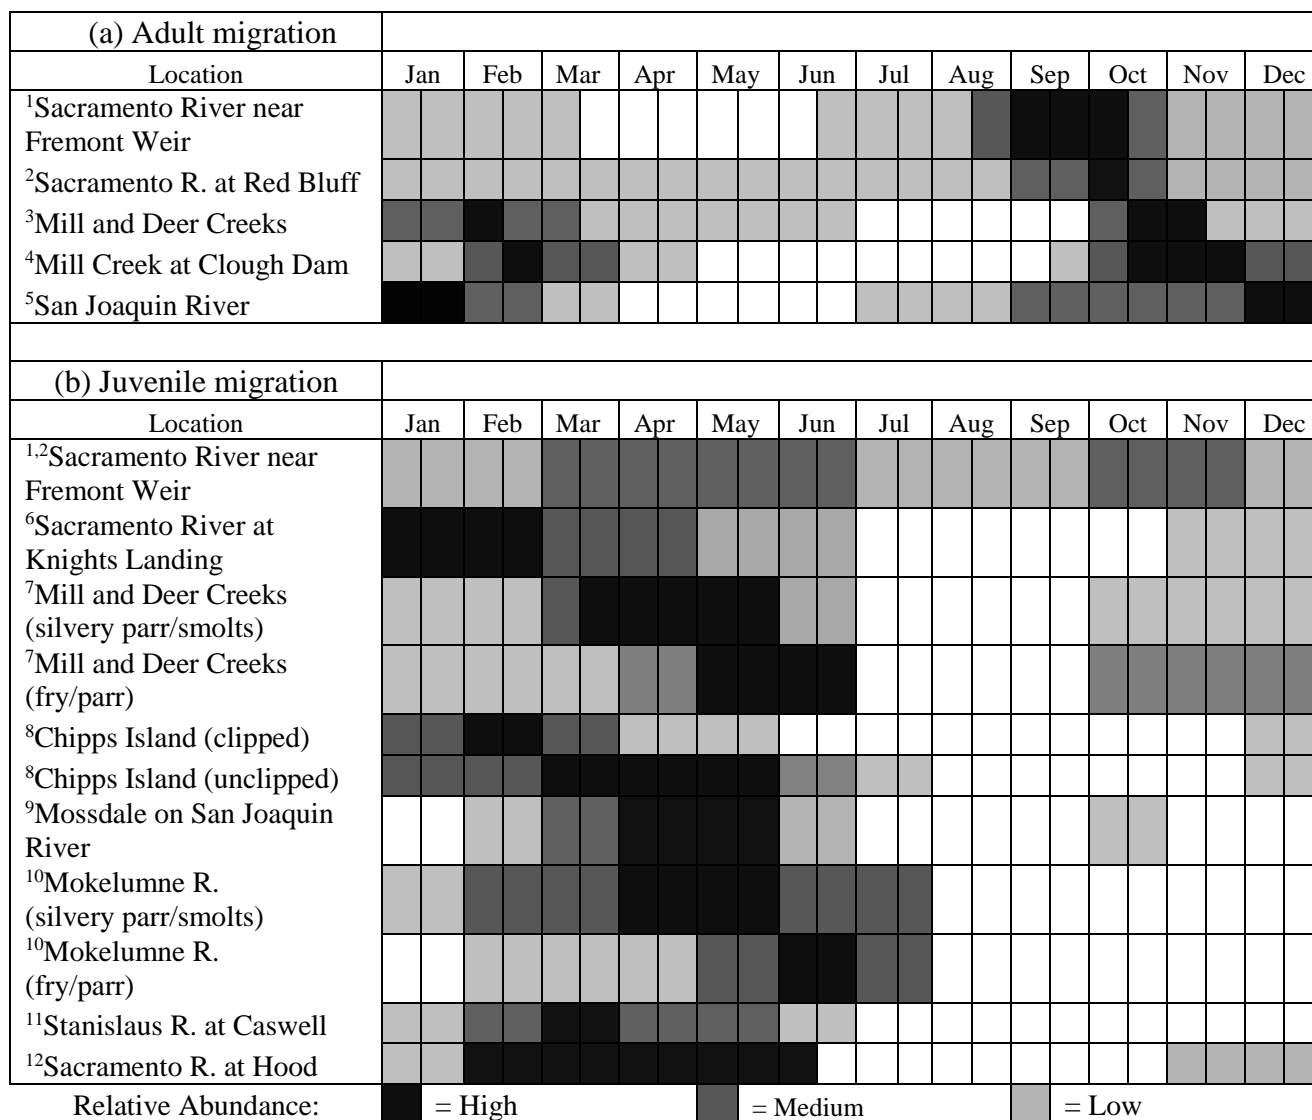 (a) Adult migration
Location Jan Feb Mar Apr May Jun Jul Aug Sep Oct Nov Dec
¹Sacramento River near
Fremont Weir
²Sacramento R. at Red Bluff
³Mill and Deer Creeks
⁴Mill Creek at Clough Dam
⁵San Joaquin River
(b) Juvenile migration
Location Jan Feb Mar Apr May Jun Jul Aug Sep Oct Nov Dec
¹,²Sacramento River near
Fremont Weir
⁶Sacramento River at
Knights Landing
⁷Mill and Deer Creeks
(silvery parr/smolts)
⁷Mill and Deer Creeks
(fry/parr)
⁸Chipps Island (clipped)
⁸Chipps Island (unclipped)
⁹Mossdale on San Joaquin
River
¹⁰Mokelumne R.
(silvery parr/smolts)
¹⁰Mokelumne R.
(fry/parr)
¹¹Stanislaus R. at Caswell
¹²Sacramento R. at Hood
Relative Abundance: = High = Medium = Low